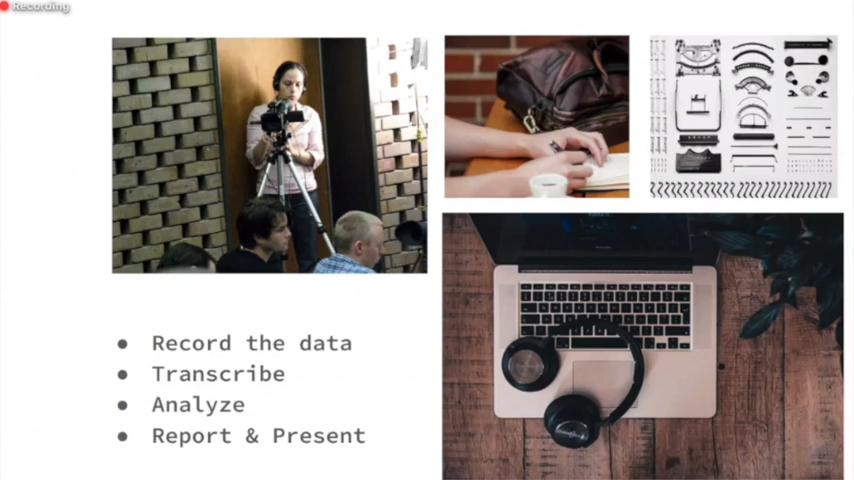 Recording
● Record the data
● Transcribe
● Analyze
● Report & Present